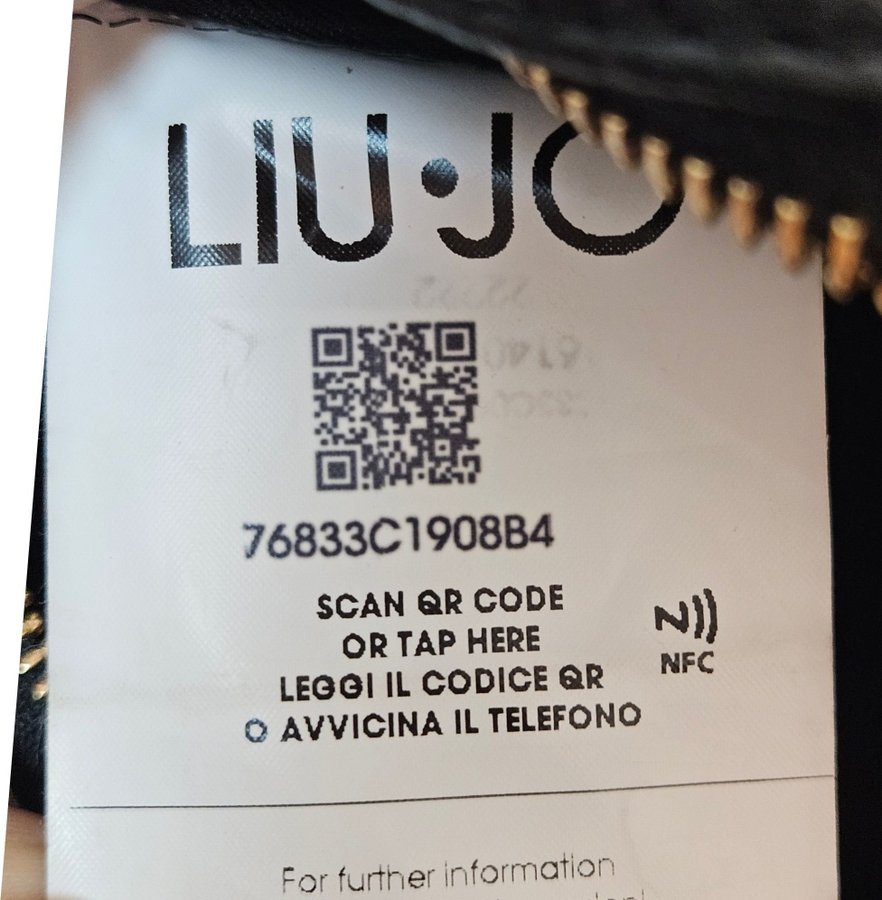 LIU·JO
76833C1908B4
SCAN QR CODE
OR TAP HERE
LEGGI IL CODICE QR
O AVVICINA IL TELEFONO
NFC
For further information